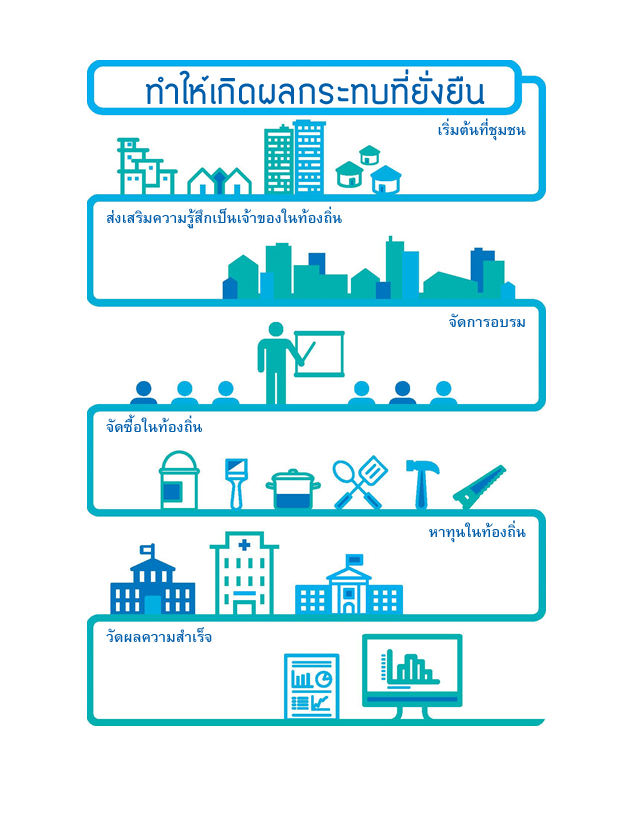 ทำให้เกิดผลกระทบที่ยั่งยืน
เริ่มต้นที่ชุมชน
ส่งเสริมความรู้สึกเป็นเจ้าของในท้องถิ่น
จัดการอบรม
จัดซื้อในท้องถิ่น
หาทุนในท้องถิ่น
วัดผลความสำเร็จ